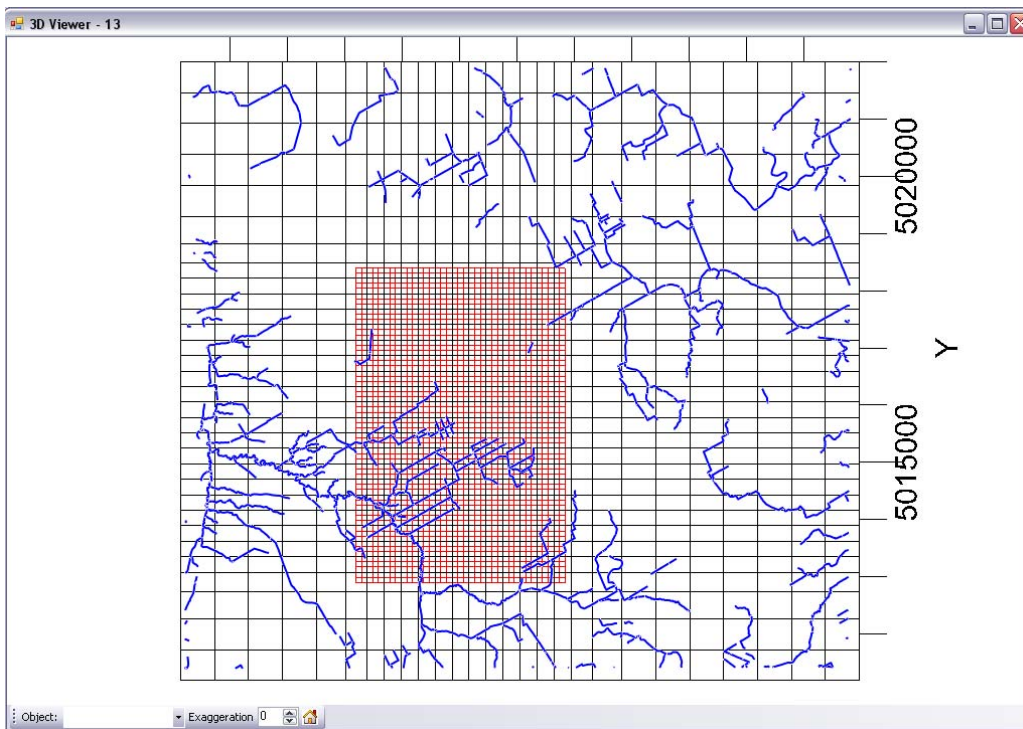 3D Viewer - 13
5020000
Y
5015000
Object:
Exaggeration 0